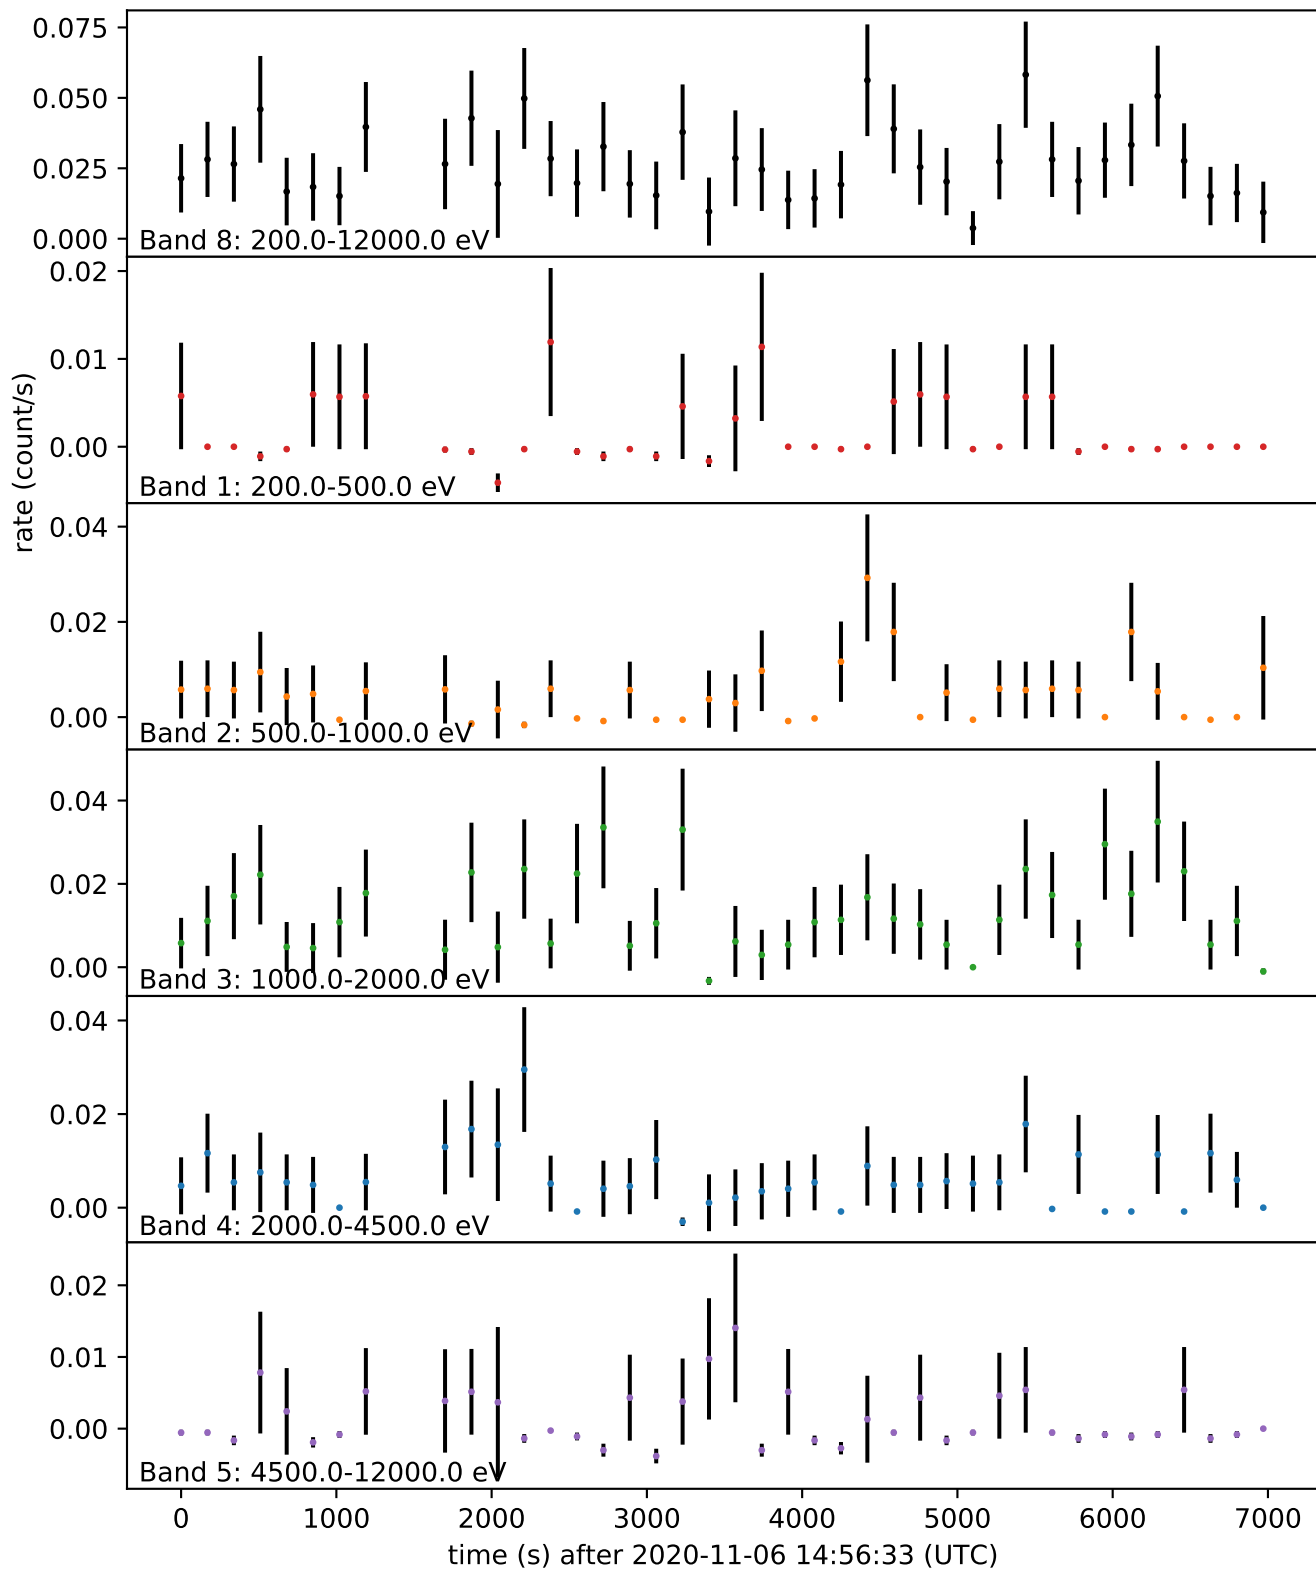 0.075
0.050
0.025
0.000
Band 8: 200.0-12000.0 eV
0.02
0.01
0.00
Band 1: 200.0-500.0 eV
rate (count/s)
0.04
0.02
0.00
Band 2: 500.0-1000.0 eV
0.04
0.02
0.00
Band 3: 1000.0-2000.0 eV
0.04
0.02
0.00
Band 4: 2000.0-4500.0 eV
0.02
0.01
0.00
Band 5: 4500.0-12000.0 eV
0 1000 2000 3000 4000 5000 6000 7000
time (s) after 2020-11-06 14:56:33 (UTC)